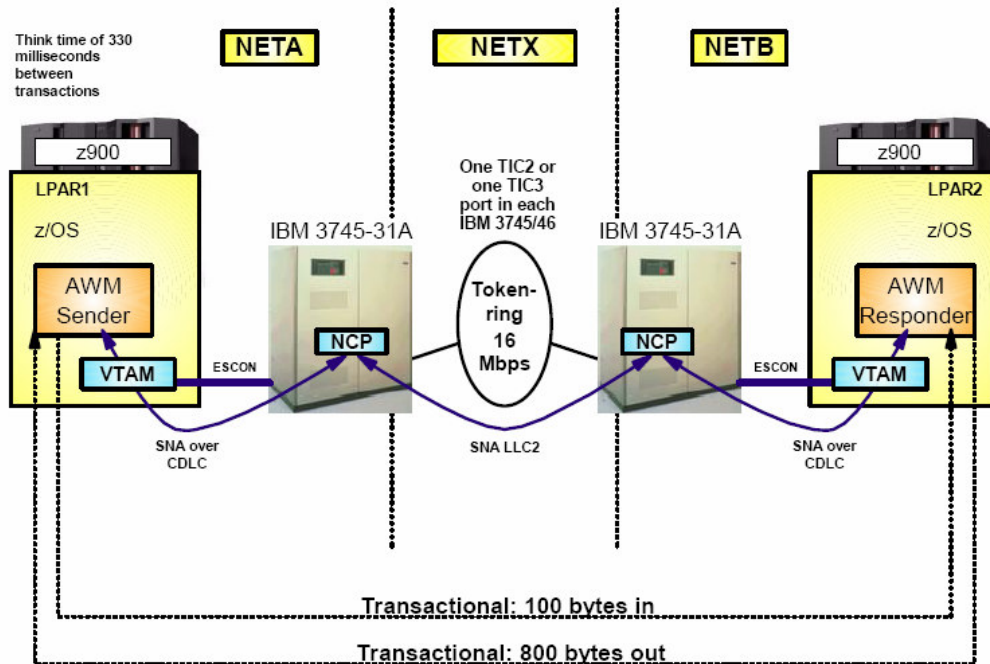 Think time of 330
milliseconds
between
transactions
NETA
NETX
NETB
z900
z900
LPAR1
z/OS
AWM
Sender
VTAM
ESCON
SNA over
CDLC
IBM 3745-31A
NCP
One TIC2 or
one TIC3
port in each
IBM 3745/46
Token-
ring
16
Mbps
SNA LLC2
IBM 3745-31A
NCP
ESCON
SNA over
CDLC
LPAR2
z/OS
AWM
Responder
VTAM
Transactional: 100 bytes in
Transactional: 800 bytes out